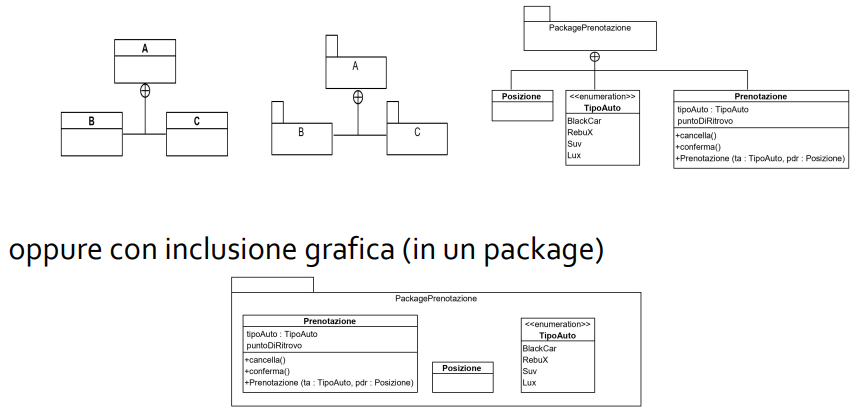 A
B
C
A
B
C
PackagePrenotazione
Posizione
<<enumeration>>
TipoAuto
BlackCar
RebuX
Suv
Lux
Prenotazione
tipoAuto : TipoAuto
puntoDiRitrovo
+cancella()
+conferma()
+Prenotazione (ta : TipoAuto, pdr : Posizione)
oppure con inclusione grafica (in un package)
PackagePrenotazione
Prenotazione
tipoAuto : TipoAuto
puntoDiRitrovo
+cancella()
+conferma()
+Prenotazione (ta : TipoAuto, pdr : Posizione)
Posizione
<<enumeration>>
TipoAuto
BlackCar
RebuX
Suv
Lux